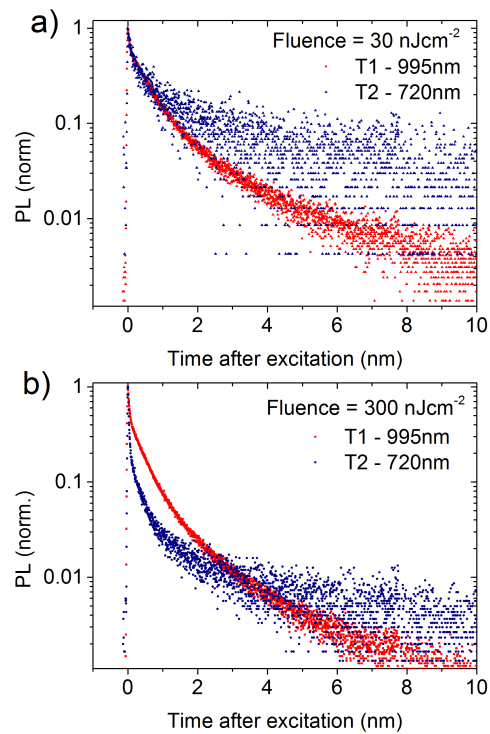 a)
Fluence = 30 nJcm-2
T1 - 995nm
T2 - 720nm
1
0.1
0.01
PL (norm)
0 2 4 6 8 10
Time after excitation (nm)
b)
Fluence = 300 nJcm-2
T1 - 995nm
T2 - 720nm
1
0.1
0.01
PL (norm.)
0 2 4 6 8 10
Time after excitation (nm)